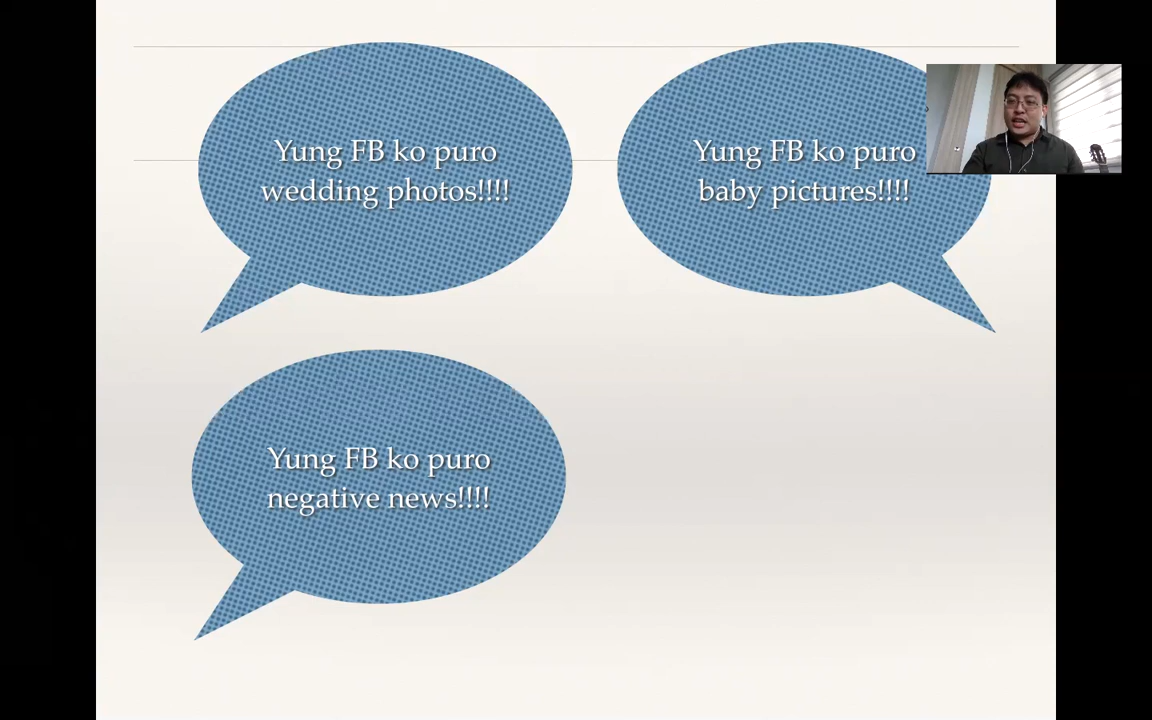 Yung FB ko puro
wedding photos!!!!
Yung FB ko puro
baby pictures!!!!
Yung FB ko puro
negative news!!!!